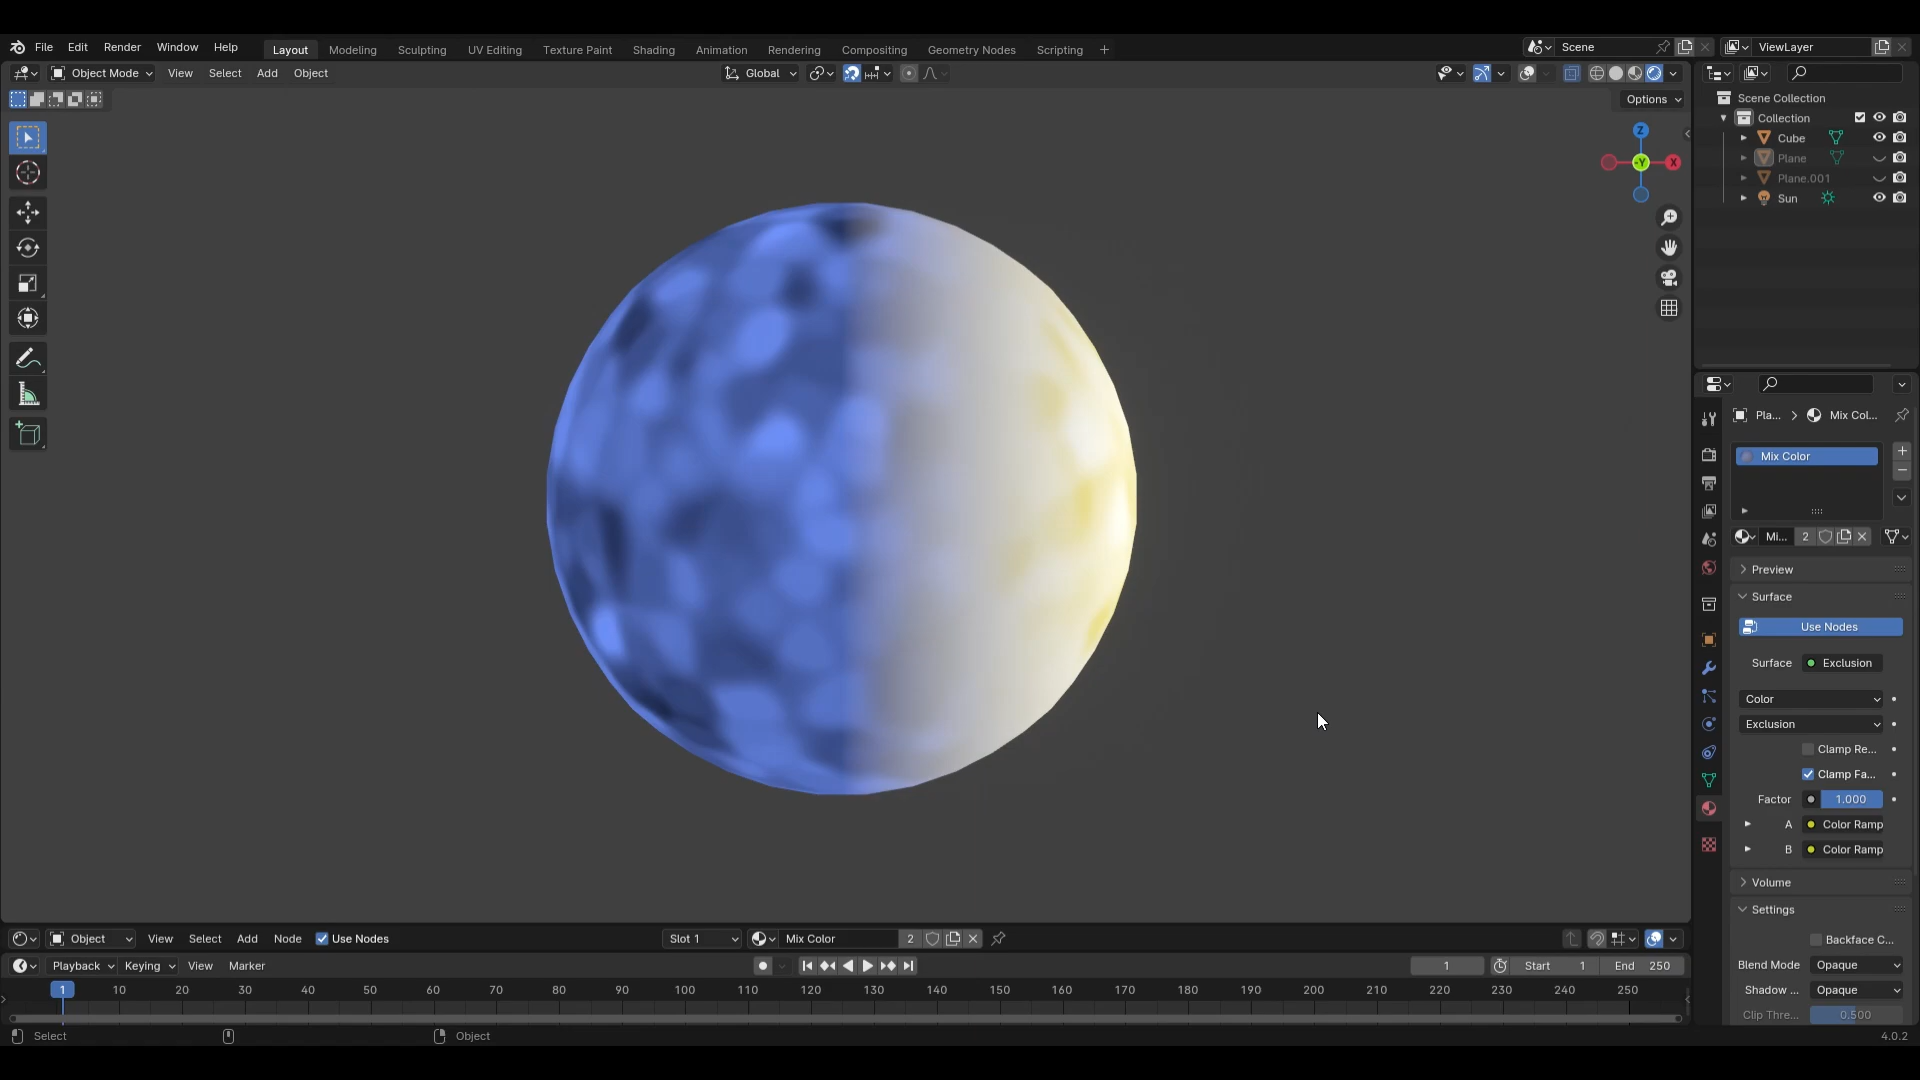 File Edit Render Window Help Layout Modeling Sculpting UV Editing Texture Paint Shading Animation Rendering Compositing Geometry Nodes Scripting + Scene ViewLayer
Object Mode View Select Add Object Global
Options
Z
-Y X
Scene Collection
Collection
Cube
Plane
Plane.001
Sun
Pla... > Mix Col...
Mix Color
Mi... 2
Preview
Surface
Use Nodes
Surface Exclusion
Color
Exclusion
Clamp Re...
Clamp Fa...
Factor 1.000
A Color Ramp
B Color Ramp
Volume
Settings
Backface C...
Blend Mode Opaque
Shadow ... Opaque
Clip Thre... 0.500
Object View Select Add Node Use Nodes Slot 1 Mix Color 2
Playback Keying View Marker 1 Start 1 End 250
1 10 20 30 40 50 60 70 80 90 100 110 120 130 140 150 160 170 180 190 200 210 220 230 240 250
Select Object 4.0.2